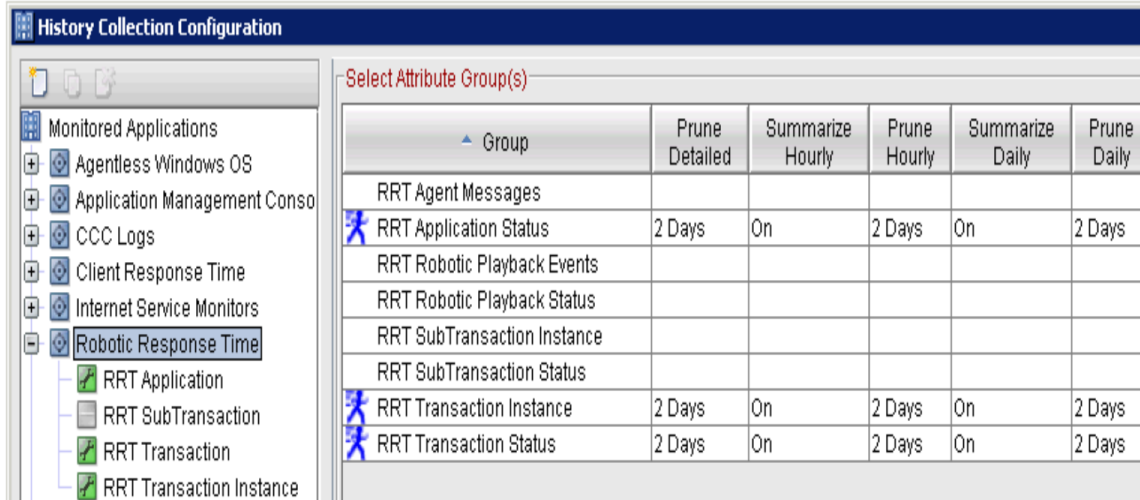 History Collection Configuration
Monitored Applications
Agentless Windows OS
Application Management Conso
CCC Logs
Client Response Time
Internet Service Monitors
Robotic Response Time
RRT Application
RRT SubTransaction
RRT Transaction
RRT Transaction Instance
Select Attribute Group(s)
Group Prune Detailed Summarize Hourly Prune Hourly Summarize Daily Prune Daily
RRT Agent Messages
RRT Application Status 2 Days On 2 Days On 2 Days
RRT Robotic Playback Events
RRT Robotic Playback Status
RRT SubTransaction Instance
RRT SubTransaction Status
RRT Transaction Instance 2 Days On 2 Days On 2 Days
RRT Transaction Status 2 Days On 2 Days On 2 Days